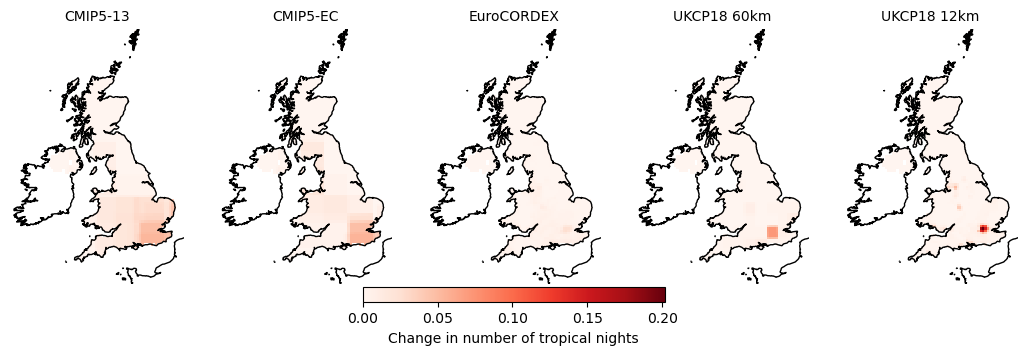 CMIP5-13 CMIP5-EC EuroCORDEX UKCP18 60km UKCP18 12km
0.00 0.05 0.10 0.15 0.20
Change in number of tropical nights